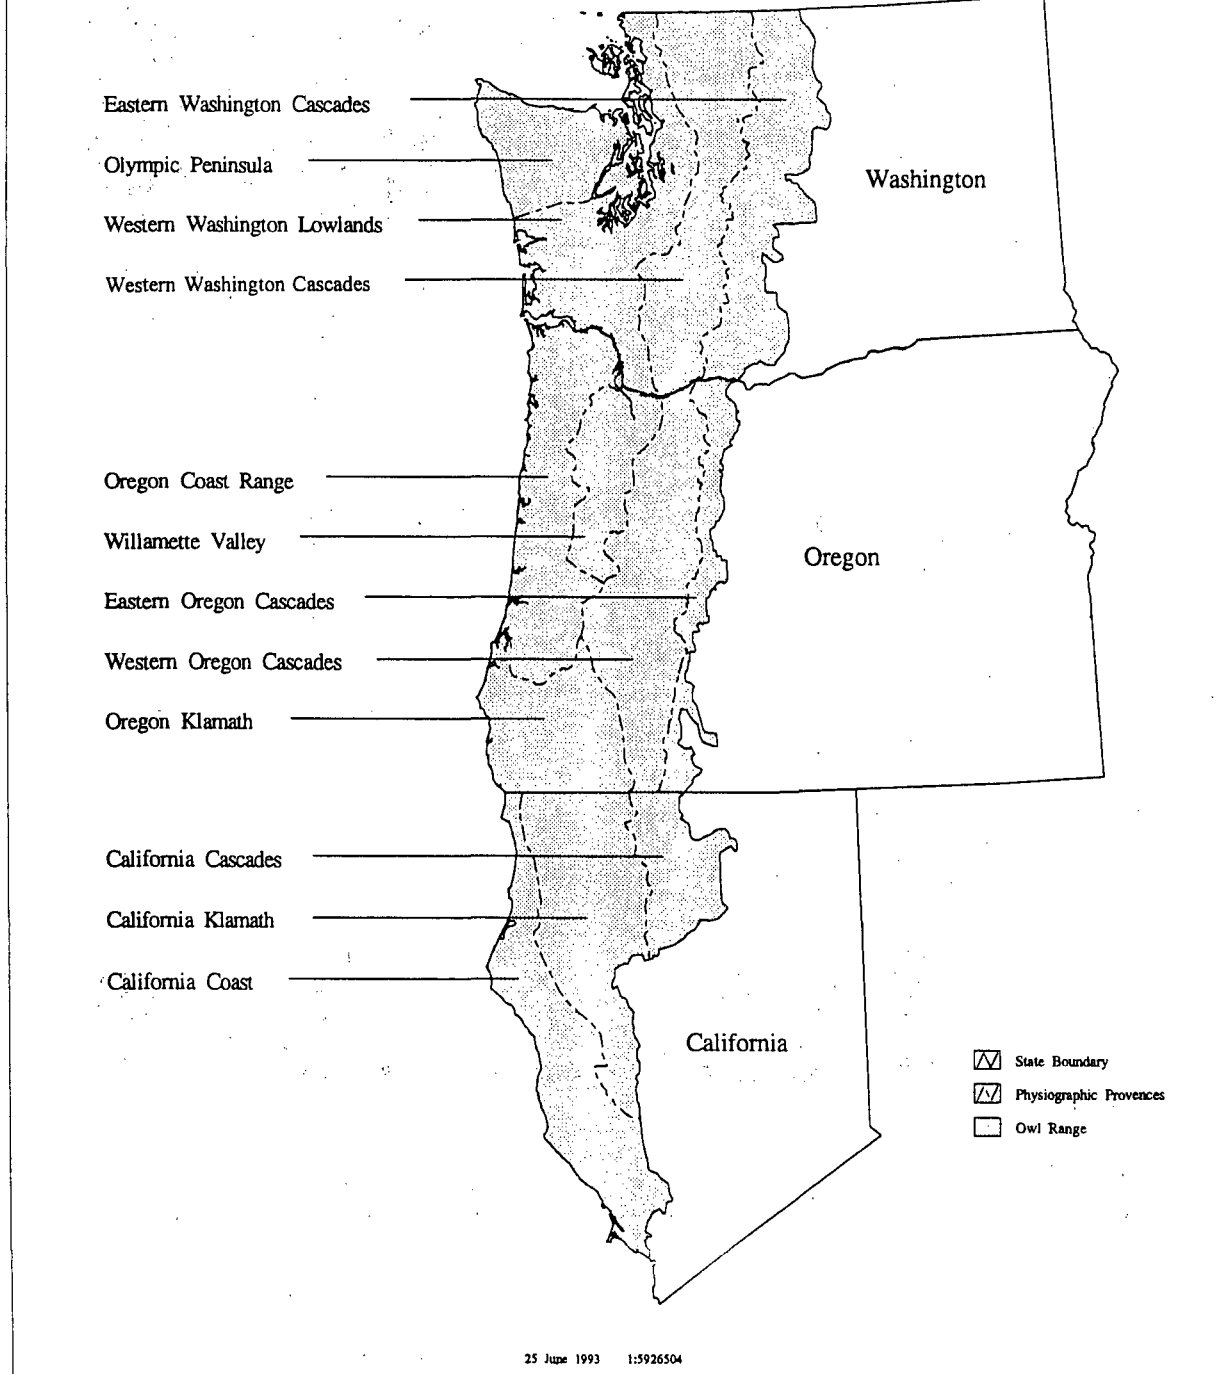 Eastern Washington Cascades
Olympic Peninsula
Washington
Western Washington Lowlands
Western Washington Cascades
Oregon Coast Range
Willamette Valley
Oregon
Eastern Oregon Cascades
Western Oregon Cascades
Oregon Klamath
California Cascades
California Klamath
California Coast
California
State Boundary
Physiographic Provences
Owl Range
25 June 1993 1:5926504